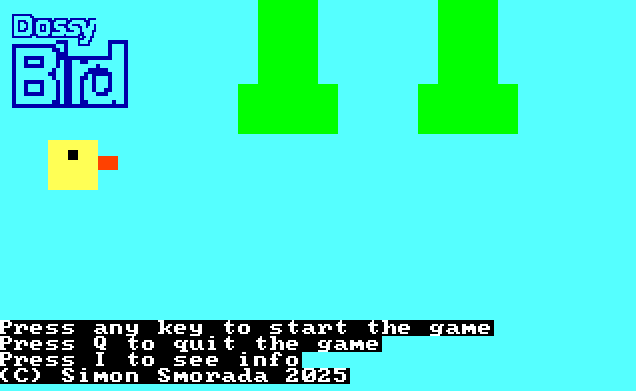 Dossy
Bird
Press any key to start the game
Press Q to quit the game
Press I to see info
(C) Simon Smorada 2025